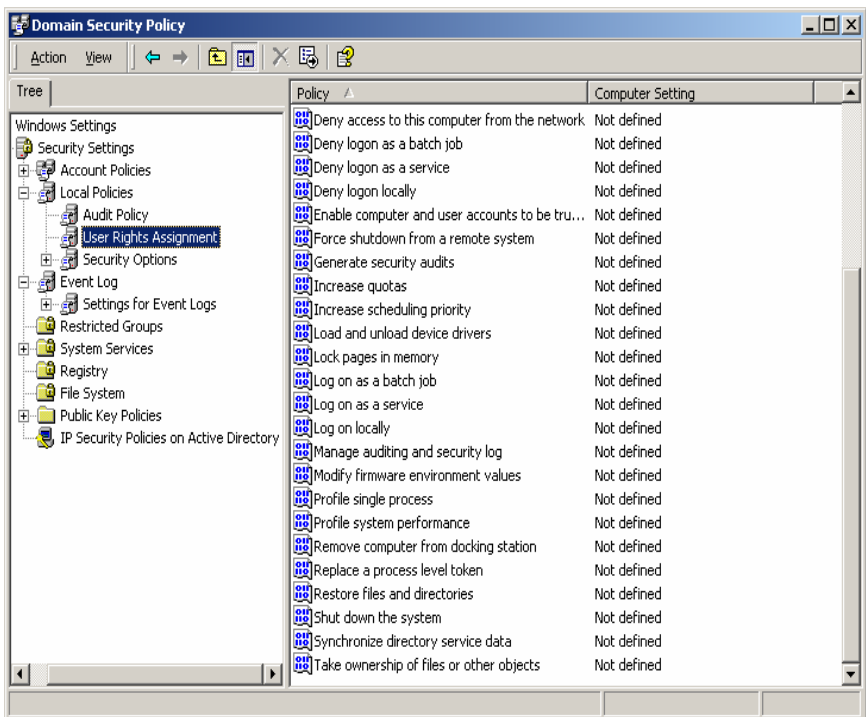 Domain Security Policy
Action View
Tree
Windows Settings
Security Settings
Account Policies
Local Policies
Audit Policy
User Rights Assignment
Security Options
Event Log
Settings for Event Logs
Restricted Groups
System Services
Registry
File System
Public Key Policies
IP Security Policies on Active Directory
Policy Computer Setting
Deny access to this computer from the network Not defined
Deny logon as a batch job Not defined
Deny logon as a service Not defined
Deny logon locally Not defined
Enable computer and user accounts to be tru... Not defined
Force shutdown from a remote system Not defined
Generate security audits Not defined
Increase quotas Not defined
Increase scheduling priority Not defined
Load and unload device drivers Not defined
Lock pages in memory Not defined
Log on as a batch job Not defined
Log on as a service Not defined
Log on locally Not defined
Manage auditing and security log Not defined
Modify firmware environment values Not defined
Profile single process Not defined
Profile system performance Not defined
Remove computer from docking station Not defined
Replace a process level token Not defined
Restore files and directories Not defined
Shut down the system Not defined
Synchronize directory service data Not defined
Take ownership of files or other objects Not defined